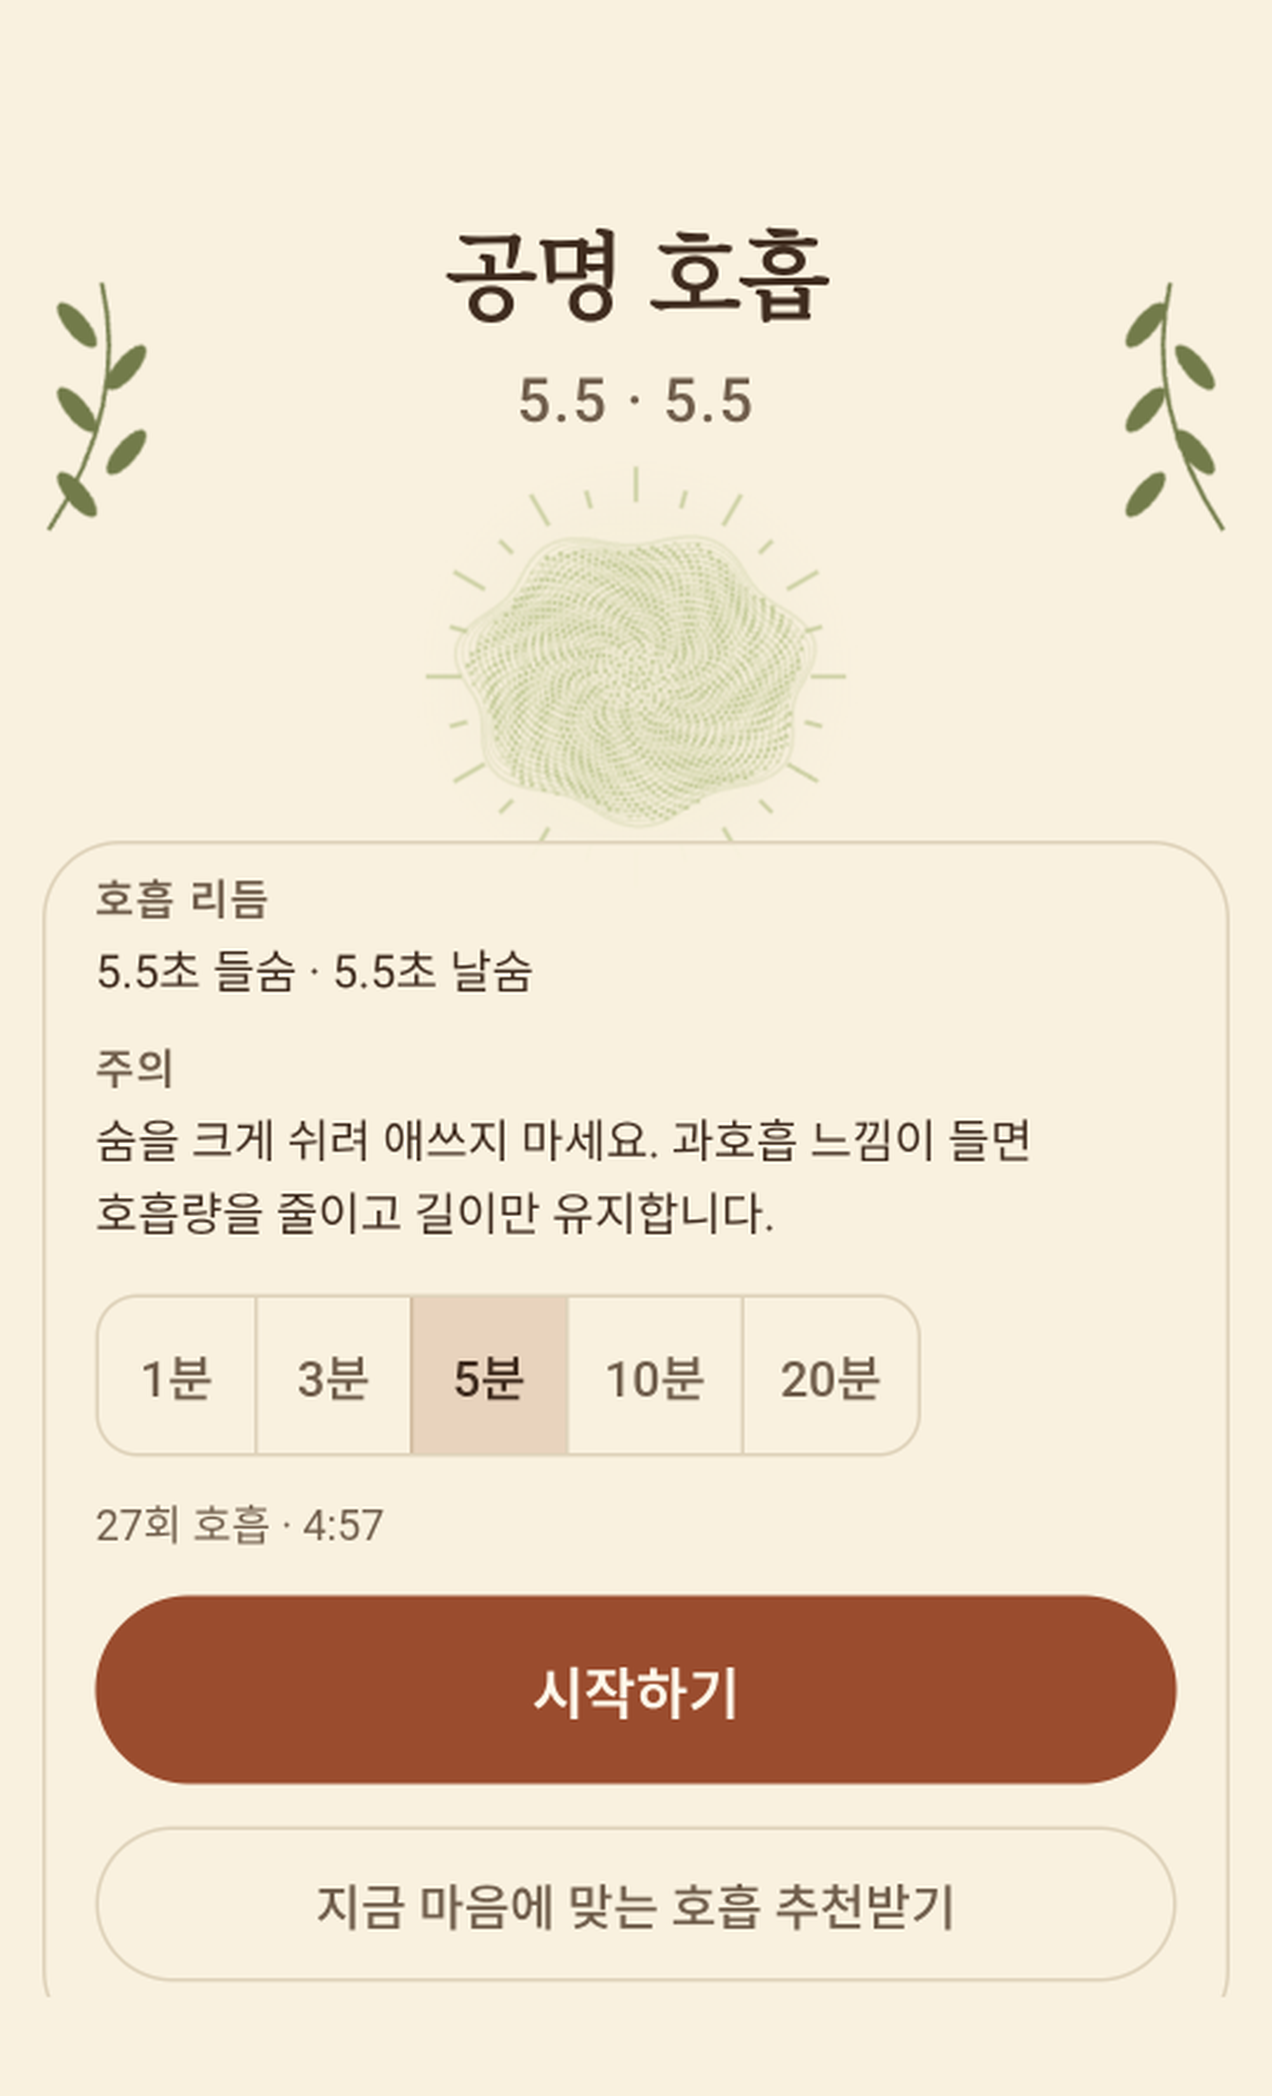 공명 호흡
5.5 · 5.5
호흡 리듬
5.5초 들숨 · 5.5초 날숨
주의
숨을 크게 쉬려 애쓰지 마세요. 과호흡 느낌이 들면
호흡량을 줄이고 길이만 유지합니다.
1분 3분 5분 10분 20분
27회 호흡 · 4:57
시작하기
지금 마음에 맞는 호흡 추천받기